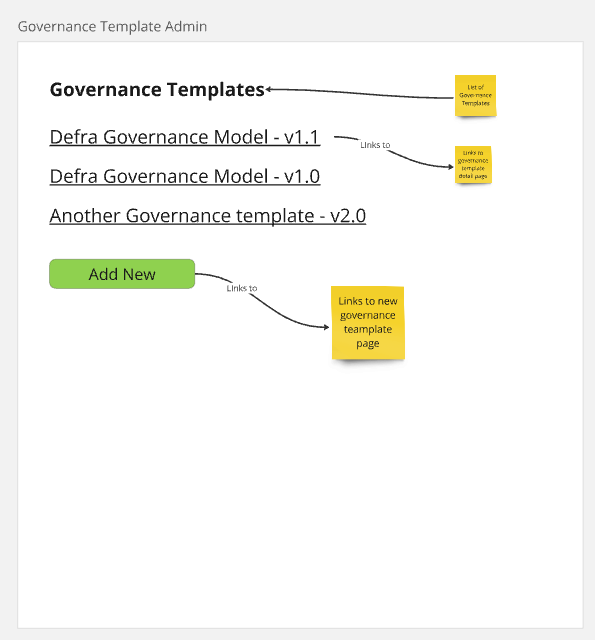 Governance Template Admin
Governance Templates
List of
Governance
Templates
Defra Governance Model - v1.1
Links to
Links to
governance
template
detail page
Defra Governance Model - v1.0
Another Governance template - v2.0
Add New
Links to
Links to new
governance
teamplate
page